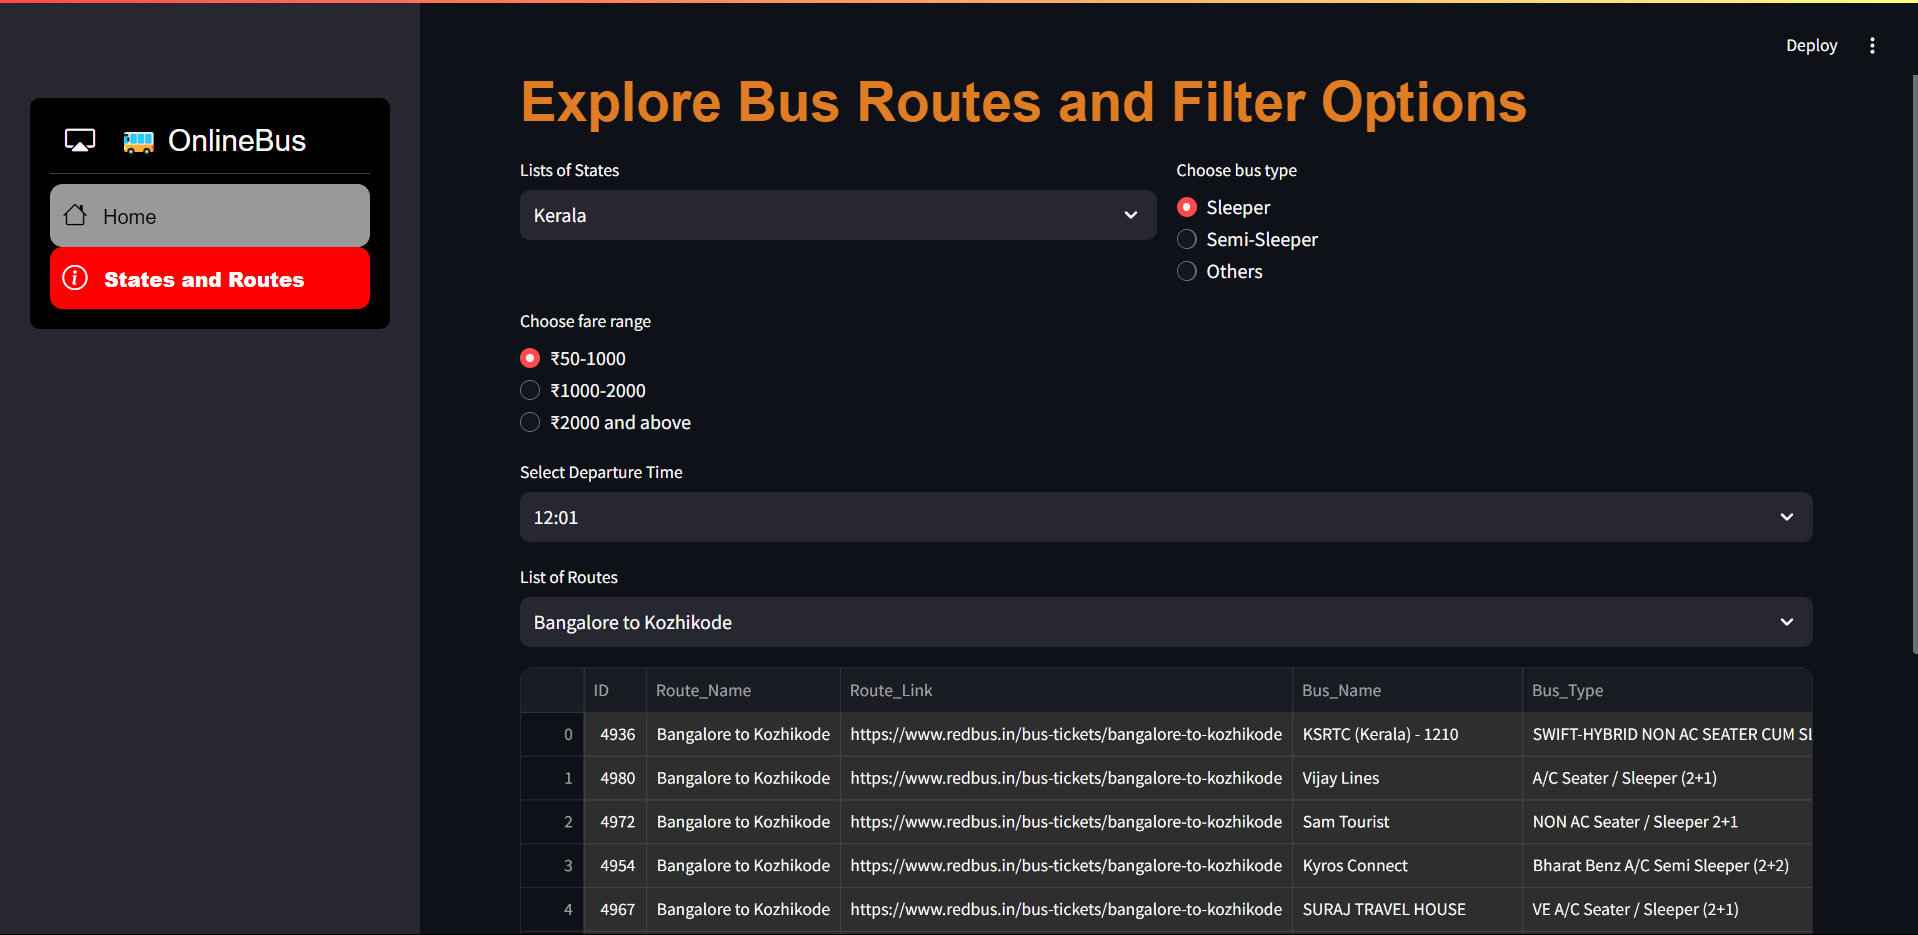 Deploy
OnlineBus
Home
States and Routes
Explore Bus Routes and Filter Options
Lists of States
Kerala
Choose bus type
Sleeper
Semi-Sleeper
Others
Choose fare range
₹50-1000
₹1000-2000
₹2000 and above
Select Departure Time
12:01
List of Routes
Bangalore to Kozhikode
ID Route_Name Route_Link Bus_Name Bus_Type
0 4936 Bangalore to Kozhikode https://www.redbus.in/bus-tickets/bangalore-to-kozhikode KSRTC (Kerala) - 1210 SWIFT-HYBRID NON AC SEATER CUM SL
1 4980 Bangalore to Kozhikode https://www.redbus.in/bus-tickets/bangalore-to-kozhikode Vijay Lines A/C Seater / Sleeper (2+1)
2 4972 Bangalore to Kozhikode https://www.redbus.in/bus-tickets/bangalore-to-kozhikode Sam Tourist NON AC Seater / Sleeper 2+1
3 4954 Bangalore to Kozhikode https://www.redbus.in/bus-tickets/bangalore-to-kozhikode Kyros Connect Bharat Benz A/C Semi Sleeper (2+2)
4 4967 Bangalore to Kozhikode https://www.redbus.in/bus-tickets/bangalore-to-kozhikode SURAJ TRAVEL HOUSE VE A/C Seater / Sleeper (2+1)